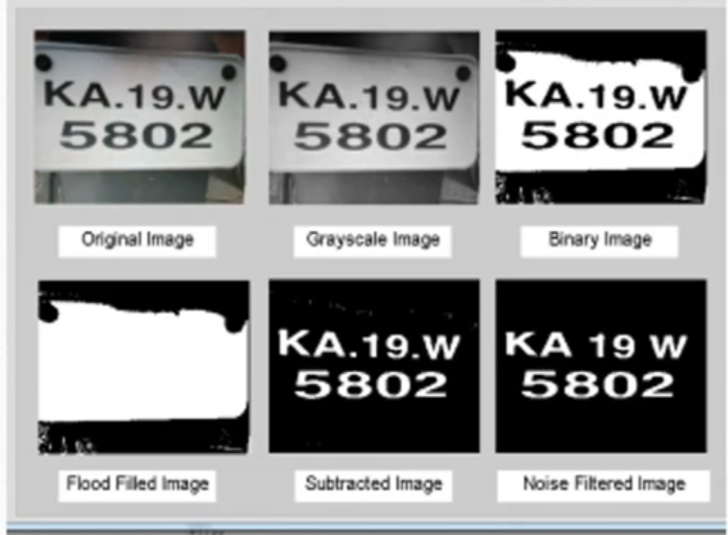 KA.19.W
5802
KA.19.W
5802
KA.19.W
5802
Original Image
Grayscale Image
Binary Image
KA.19.W
5802
KA 19 W
5802
Flood Filled Image
Subtracted Image
Noise Filtered Image